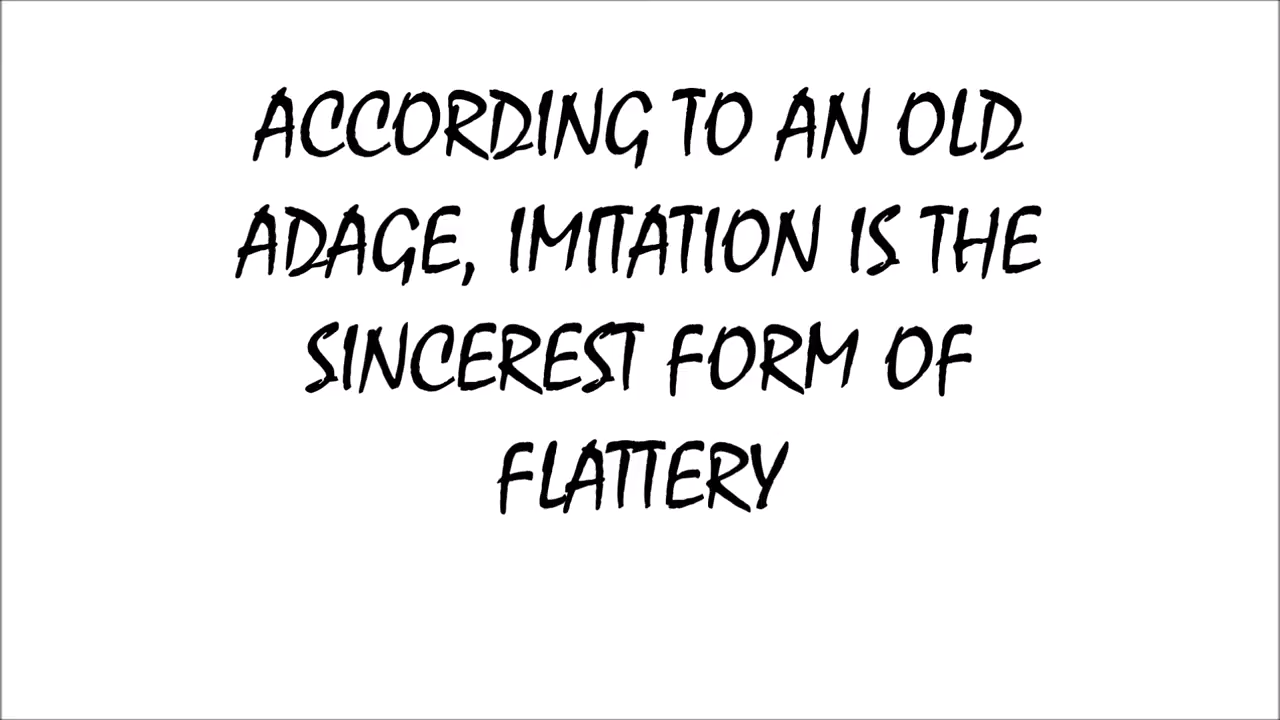 ACCORDING TO AN OLD
ADAGE, IMITATION IS THE
SINCEREST FORM OF
FLATTERY